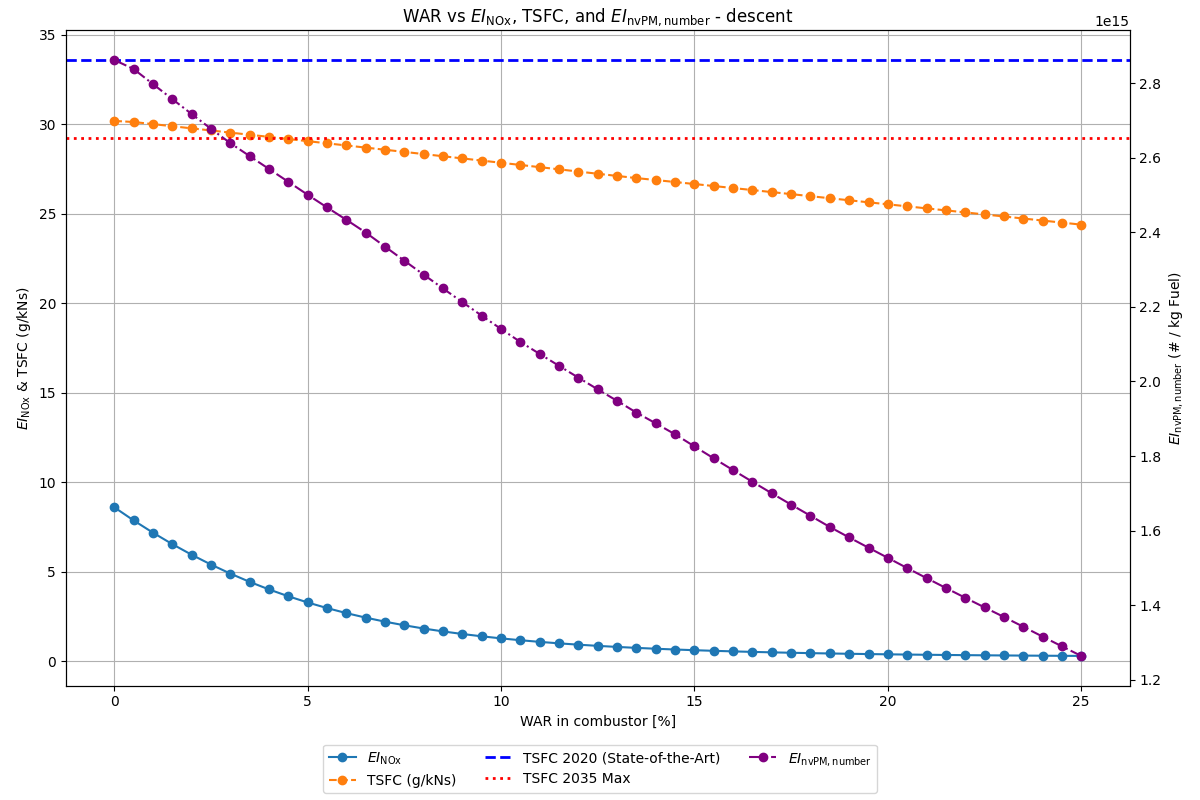 WAR vs EI_NOx, TSFC, and EI_nvPM, number - descent
1e15
35
30
25
20
15
10
5
0
EI_NOx & TSFC (g/kNs)
2.8
2.6
2.4
2.2
2.0
1.8
1.6
1.4
1.2
EI_nvPM, number (# / kg Fuel)
0 5 10 15 20 25
WAR in combustor [%]
EI_NOx
TSFC (g/kNs)
TSFC 2020 (State-of-the-Art)
TSFC 2035 Max
EI_nvPM, number